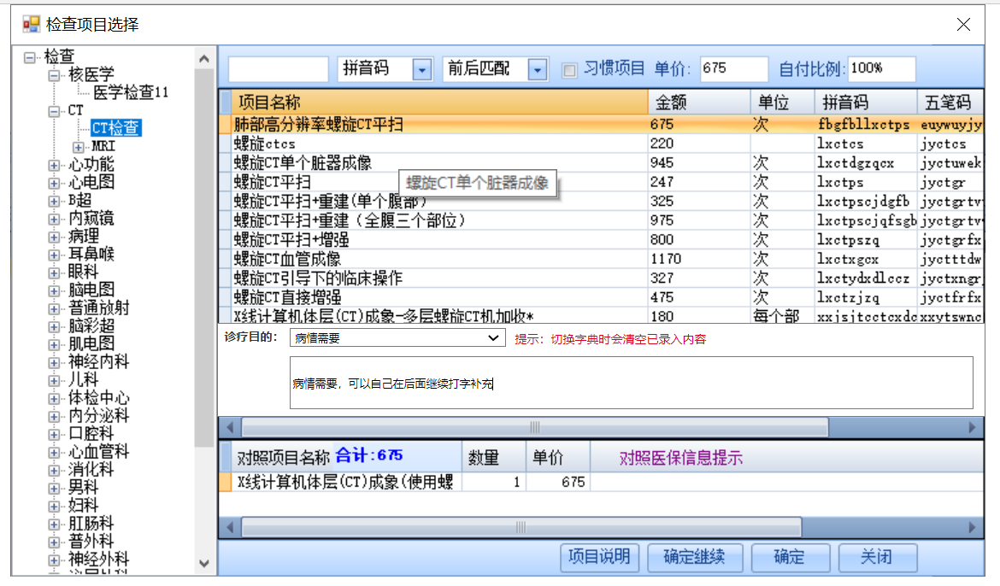 检查项目选择
检查
核医学
医学检查11
CT
CT检查
MRI
心功能
心电图
B超
内窥镜
病理
耳鼻喉
眼科
脑电图
普通放射
脑彩超
肌电图
神经内科
儿科
体检中心
内分泌科
口腔科
心血管科
消化科
男科
妇科
肛肠科
普外科
神经外科
拼音码 前后匹配 习惯项目 单价: 675 自付比例: 100%
项目名称 金额 单位 拼音码 五笔码
肺部高分辨率螺旋CT平扫 675 次 fbgfbllxctps euywuyjy
螺旋ctcs 220 lxctcs jyctcs
螺旋CT单个脏器成像 945 次 lxctdgzqcx jyctuwek
螺旋CT平扫 247 次 lxctps jyctgr
螺旋CT单个脏器成像
螺旋CT平扫+重建(单个腹部) 325 次 lxctpscjdgfb jyctgrtv
螺旋CT平扫+重建（全腹三个部位） 975 次 lxctpscjqfsgb jyctgrtv
螺旋CT平扫+增强 800 次 lxctpszq jyctgrfx
螺旋CT血管成像 1170 次 lxctxgcx jyctttdw
螺旋CT引导下的临床操作 327 次 lxctydxdlccz jyctxngr
螺旋CT直接增强 475 次 lxctzjzq jyctfrfx
X线计算机体层(CT)成象-多层螺旋CT机加收* 180 每个部 xxjsjtcctcxdc xxytswnc
诊疗目的: 病情需要 提示：切换字典时会清空已录入内容
病情需要，可以自己在后面继续打字补充
对照项目名称 合计:675 数量 单价 对照医保信息提示
X线计算机体层(CT)成象(使用螺 1 675
项目说明 确定继续 确定 关闭